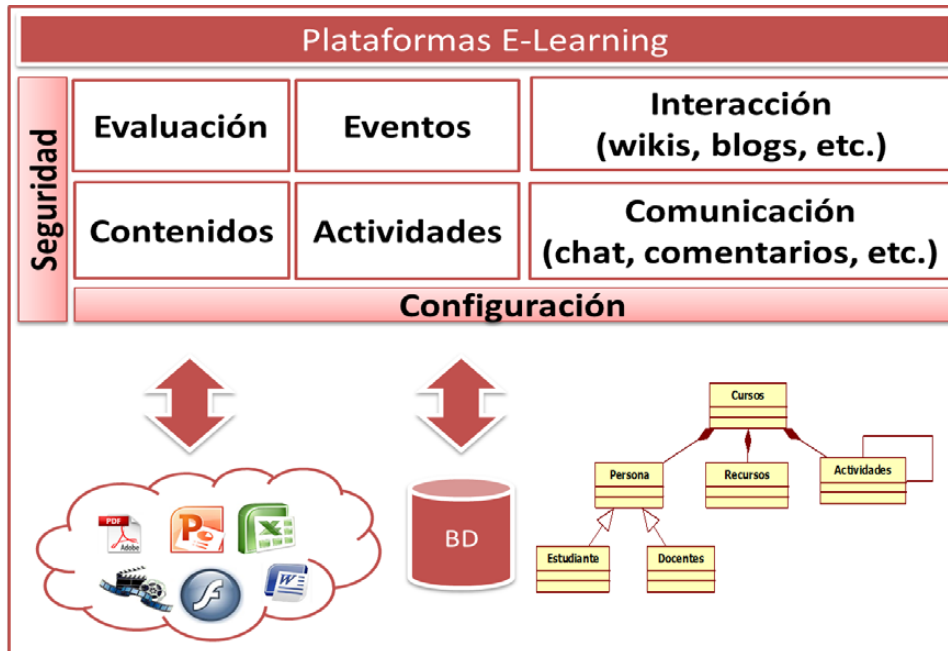 Plataformas E-Learning
Seguridad
Evaluación
Eventos
Interacción
(wikis, blogs, etc.)
Contenidos
Actividades
Comunicación
(chat, comentarios, etc.)
Configuración
Cursos
Persona
Recursos
Actividades
Estudiante
Docentes
PDF
Adobe
BD